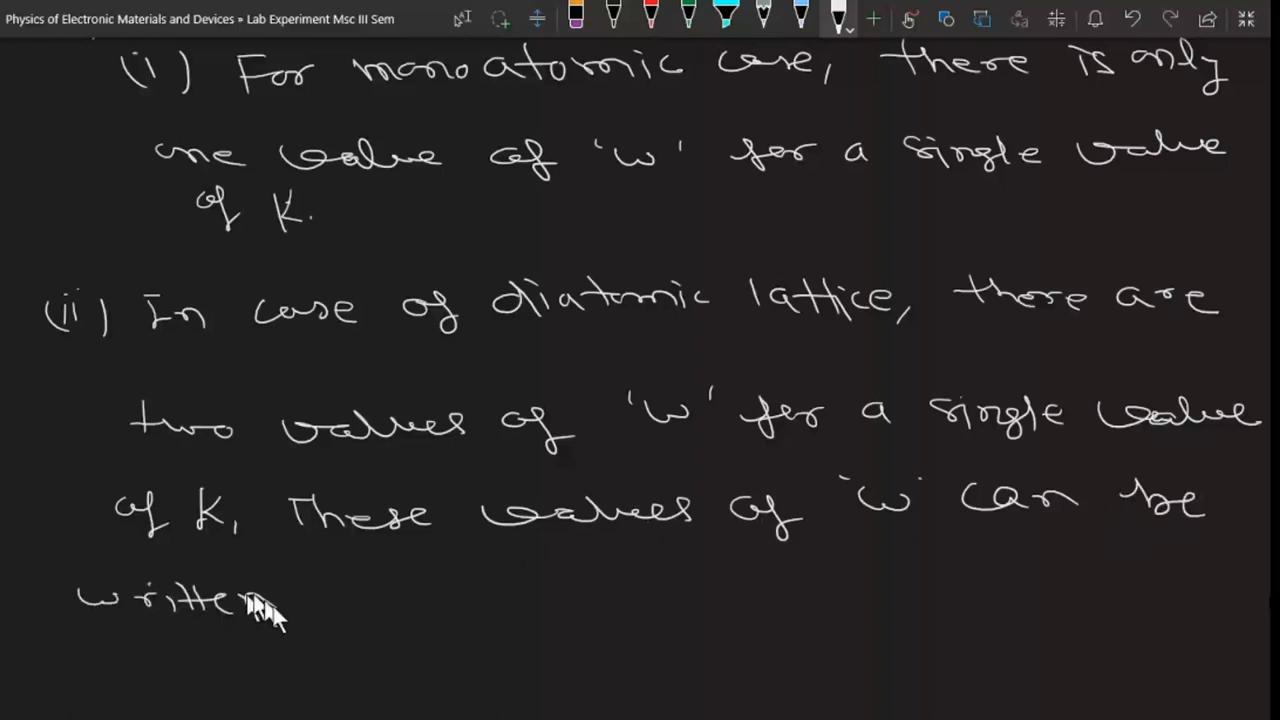 Physics of Electronic Materials and Devices » Lab Experiment Msc III Sem
(i) For monoatomic case, there is only
one value of 'w' for a single value
of K.
(ii) In case of diatomic lattice, there are
two values of 'w' for a single value
of K, These values of 'w' can be
written